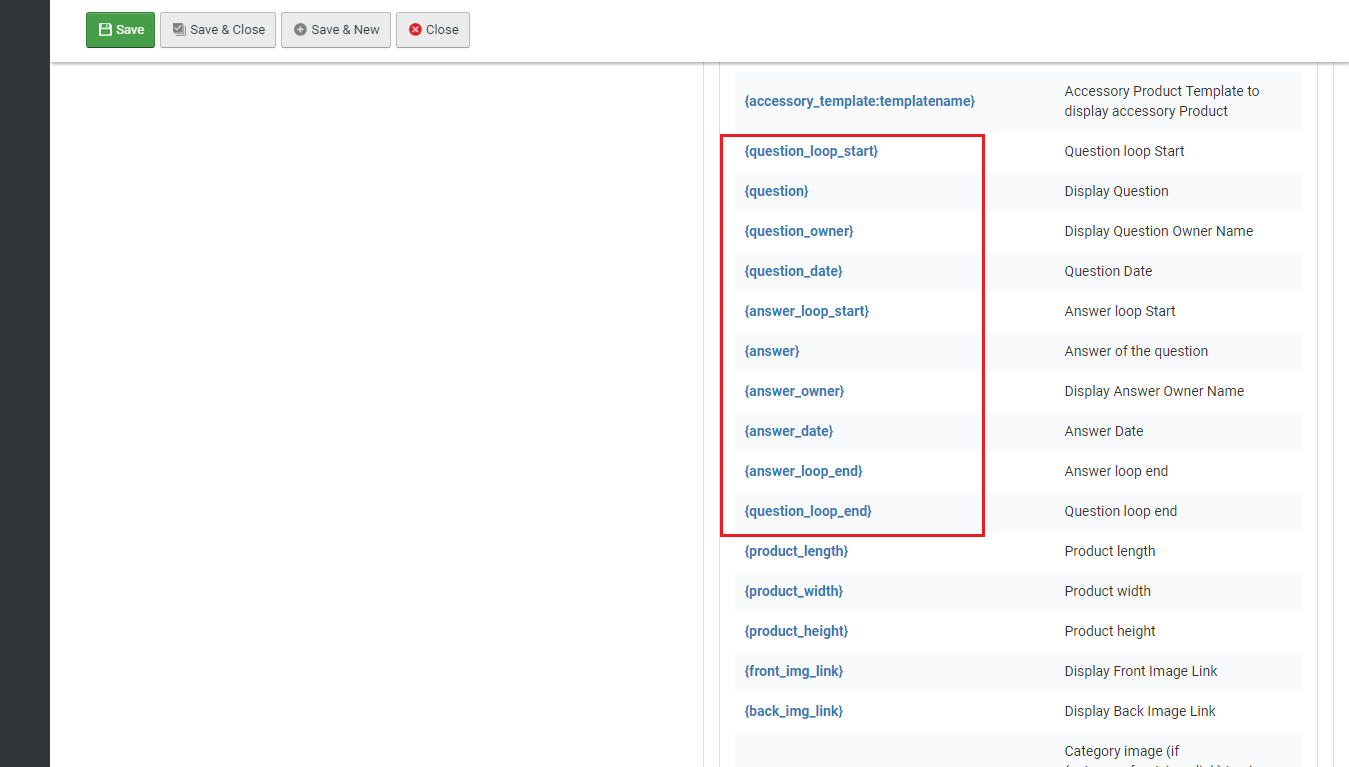 Save Save & Close Save & New Close
{accessory_template:templatename} Accessory Product Template to
display accessory Product
{question_loop_start} Question loop Start
{question} Display Question
{question_owner} Display Question Owner Name
{question_date} Question Date
{answer_loop_start} Answer loop Start
{answer} Answer of the question
{answer_owner} Display Answer Owner Name
{answer_date} Answer Date
{answer_loop_end} Answer loop end
{question_loop_end} Question loop end
{product_length} Product length
{product_width} Product width
{product_height} Product height
{front_img_link} Display Front Image Link
{back_img_link} Display Back Image Link
Category image (if